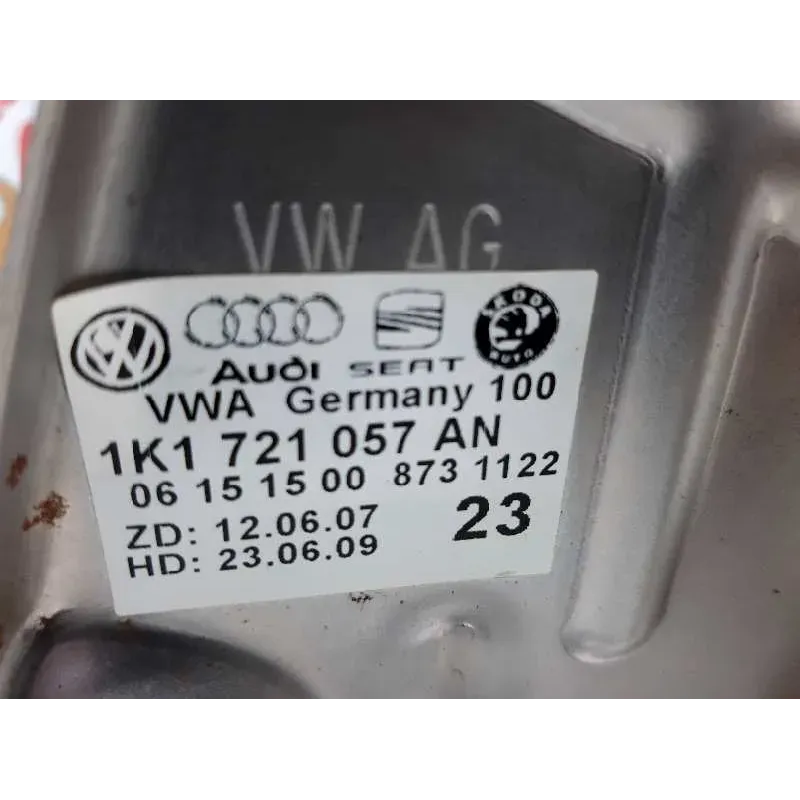 VW AG
VW
Audi SEAT ŠKODA AUTO
VWA Germany 100
1K1 721 057 AN
06 15 15 00 873 1122
ZD: 12.06.07 23
HD: 23.06.09